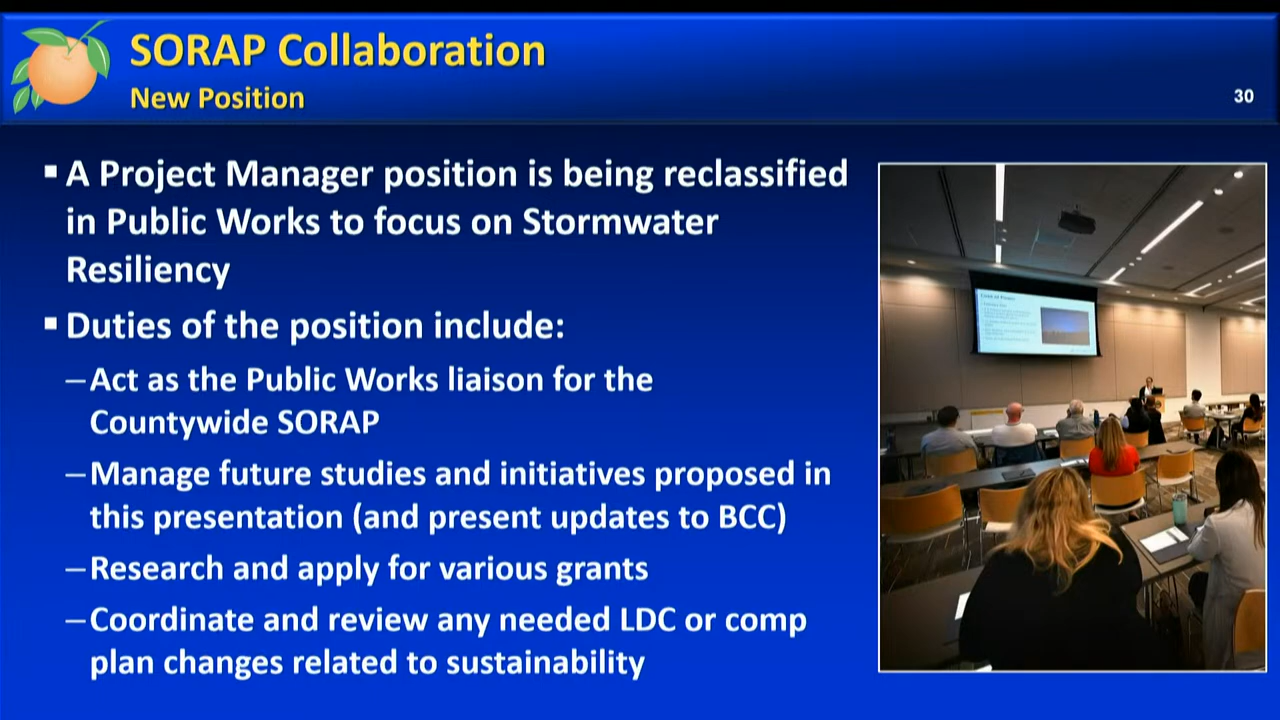 SORAP Collaboration
New Position
30
▪ A Project Manager position is being reclassified
in Public Works to focus on Stormwater
Resiliency
▪ Duties of the position include:
–Act as the Public Works liaison for the
Countywide SORAP
–Manage future studies and initiatives proposed in
this presentation (and present updates to BCC)
–Research and apply for various grants
–Coordinate and review any needed LDC or comp
plan changes related to sustainability